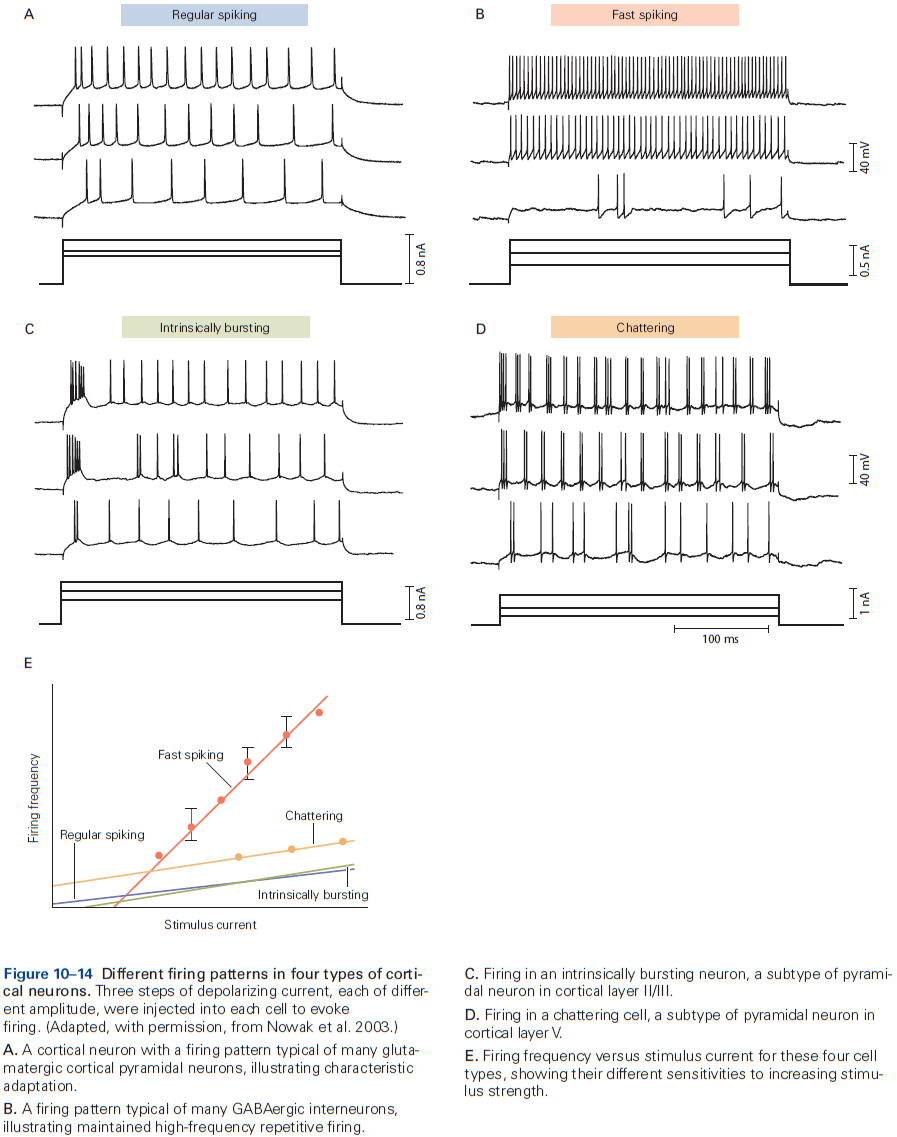 A
Regular spiking
B
Fast spiking
40 mV
0.8 nA
0.5 nA
C
Intrinsically bursting
D
Chattering
40 mV
0.8 nA
1 nA
100 ms
E
Firing frequency
Fast spiking
Chattering
Regular spiking
Intrinsically bursting
Stimulus current
Figure 10–14 Different firing patterns in four types of corti-
cal neurons. Three steps of depolarizing current, each of differ-
ent amplitude, were injected into each cell to evoke
firing. (Adapted, with permission, from Nowak et al. 2003.)
A. A cortical neuron with a firing pattern typical of many gluta-
matergic cortical pyramidal neurons, illustrating characteristic
adaptation.
B. A firing pattern typical of many GABAergic interneurons,
illustrating maintained high-frequency repetitive firing.
C. Firing in an intrinsically bursting neuron, a subtype of pyrami-
dal neuron in cortical layer II/III.
D. Firing in a chattering cell, a subtype of pyramidal neuron in
cortical layer V.
E. Firing frequency versus stimulus current for these four cell
types, showing their different sensitivities to increasing stimu-
lus strength.